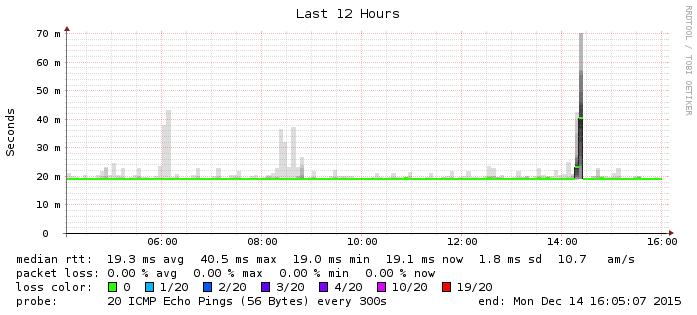 Last 12 Hours
RRDTOOL / TOBI OETIKER
Seconds
70 m
60 m
50 m
40 m
30 m
20 m
10 m
0
06:00 08:00 10:00 12:00 14:00 16:00
median rtt: 19.3 ms avg 40.5 ms max 19.0 ms min 19.1 ms now 1.8 ms sd 10.7 am/s
packet loss: 0.00 % avg 0.00 % max 0.00 % min 0.00 % now
loss color: 0 1/20 2/20 3/20 4/20 10/20 19/20
probe: 20 ICMP Echo Pings (56 Bytes) every 300s end: Mon Dec 14 16:05:07 2015